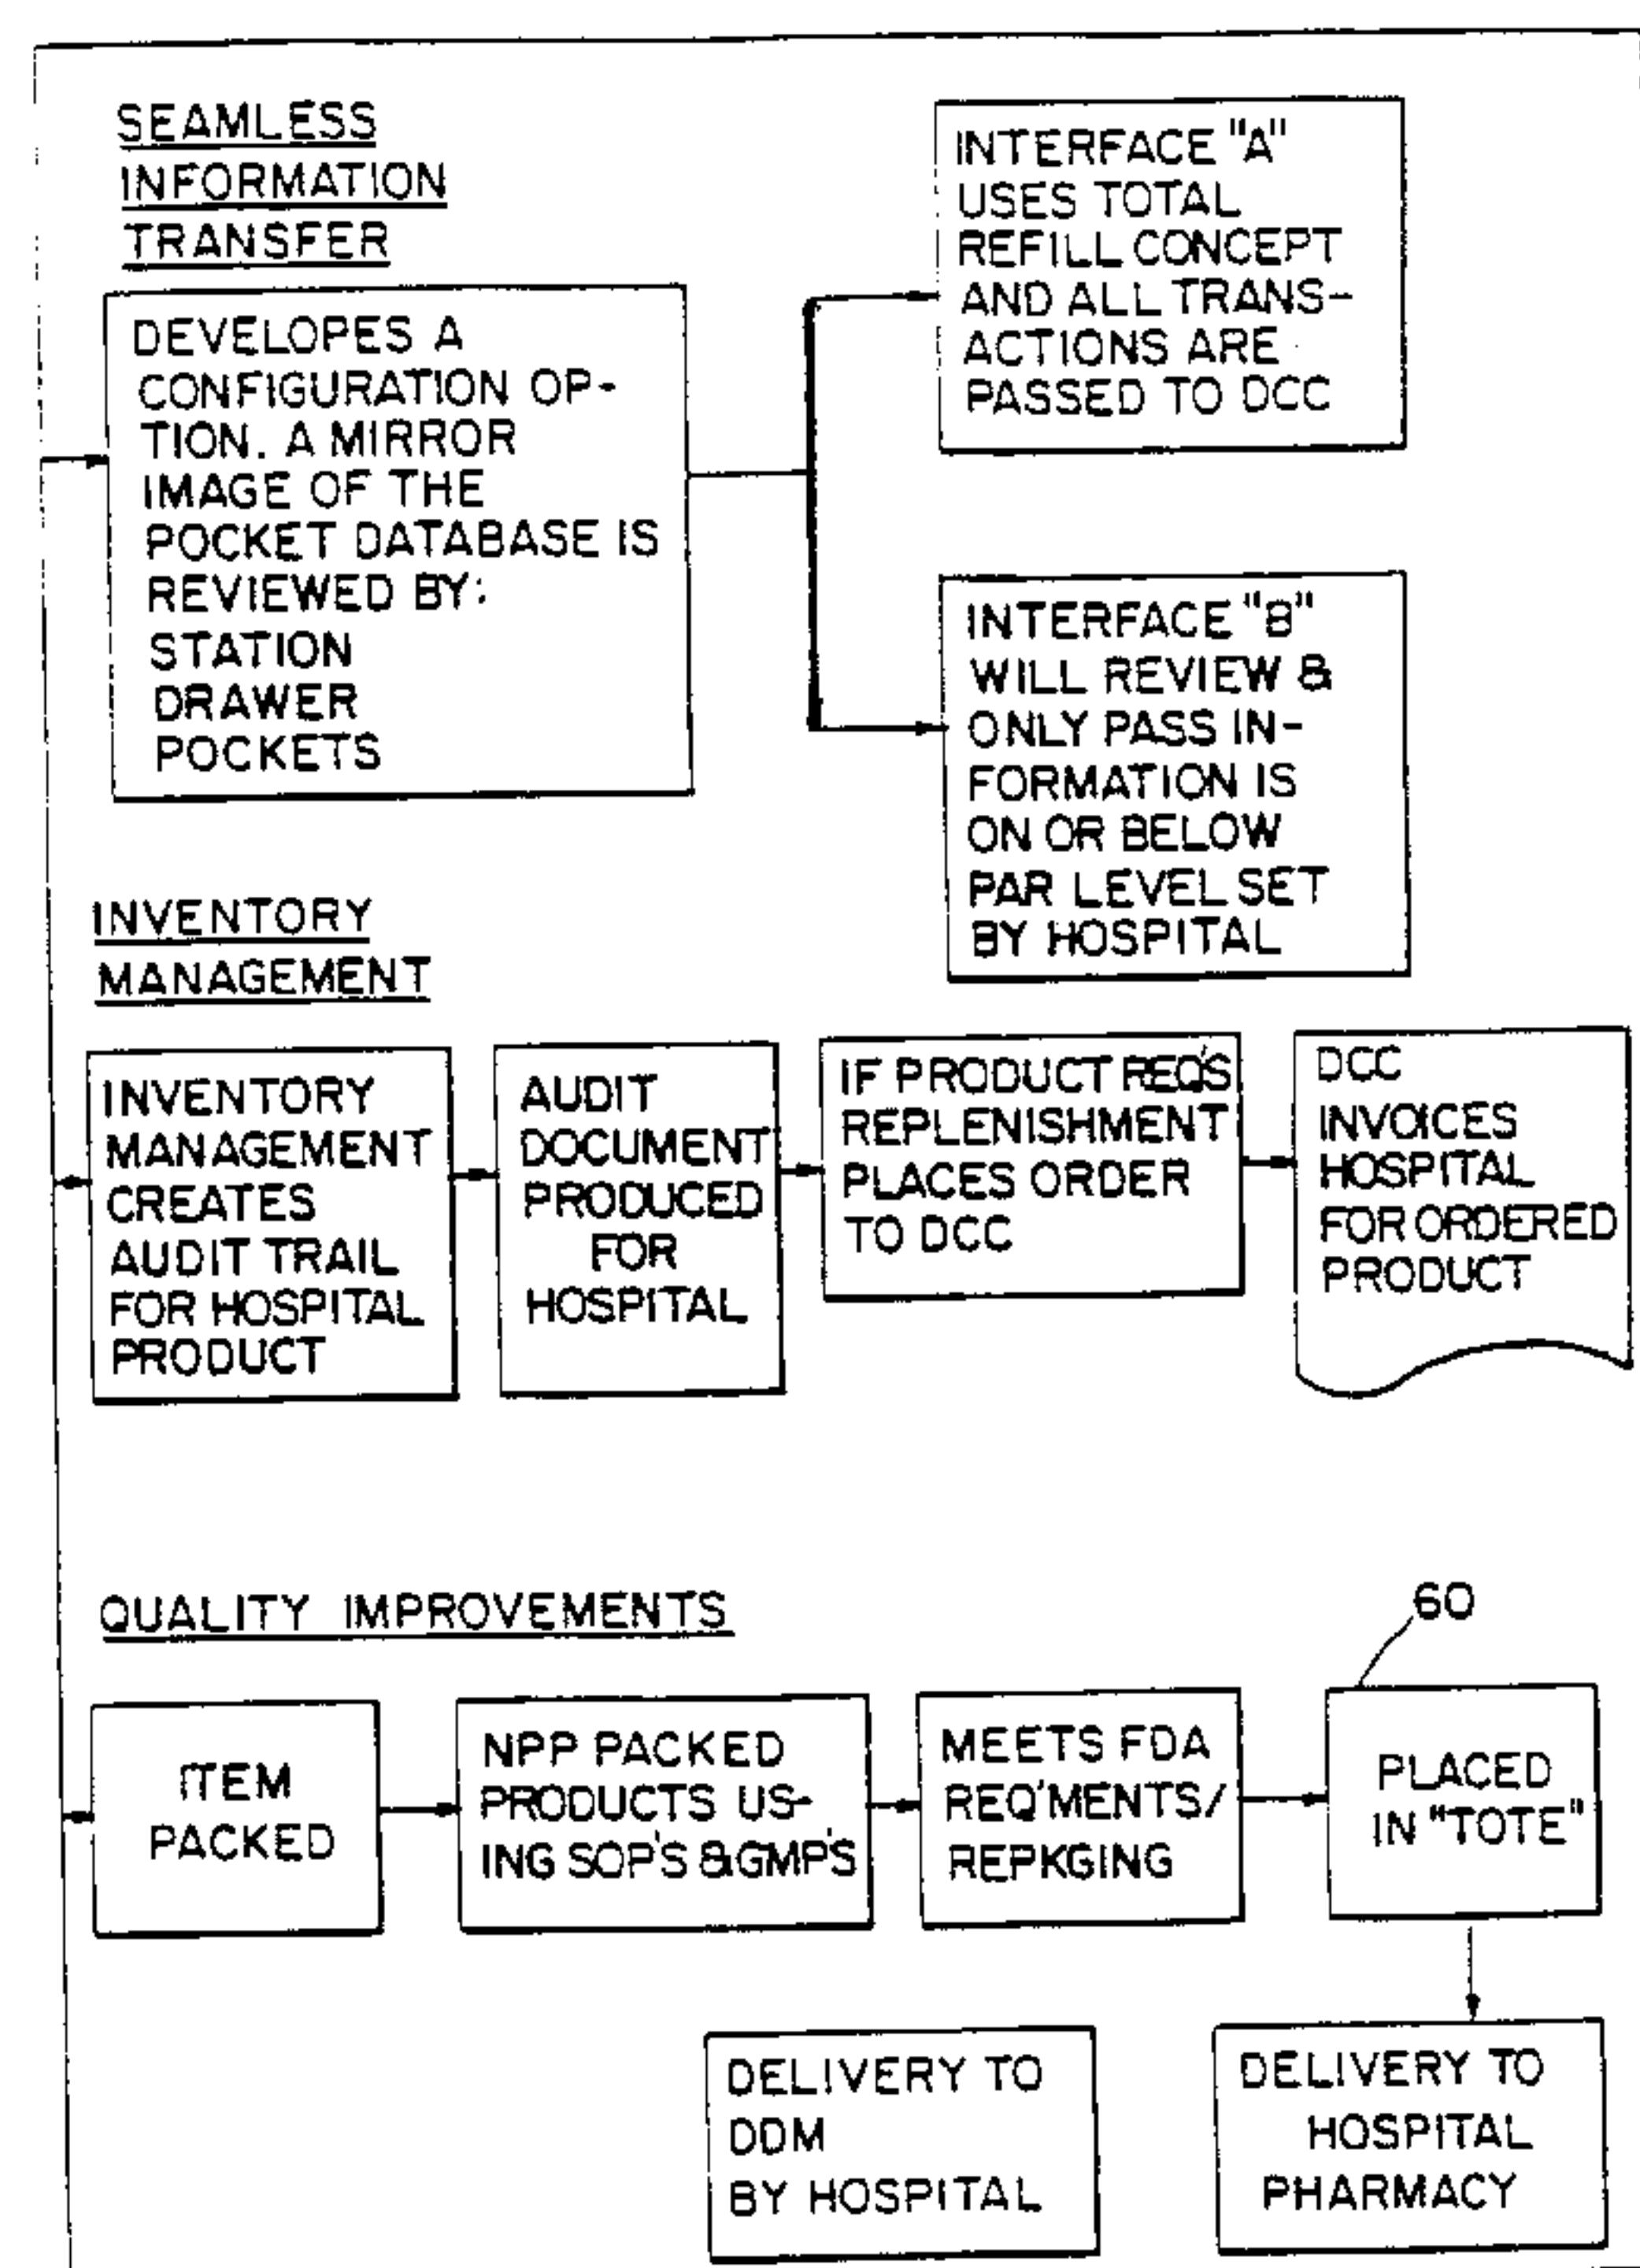 SEAMLESS
INFORMATION
TRANSFER
DEVELOPES A
CONFIGURATION OP-
TION. A MIRROR
IMAGE OF THE
POCKET DATABASE IS
REVIEWED BY:
STATION
DRAWER
POCKETS
INTERFACE "A"
USES TOTAL
REFILL CONCEPT
AND ALL TRANS-
ACTIONS ARE
PASSED TO DCC
INTERFACE "B"
WILL REVIEW &
ONLY PASS IN-
FORMATION IS
ON OR BELOW
PAR LEVEL SET
BY HOSPITAL
INVENTORY
MANAGEMENT
INVENTORY
MANAGEMENT
CREATES
AUDIT TRAIL
FOR HOSPITAL
PRODUCT
AUDIT
DOCUMENT
PRODUCED
FOR
HOSPITAL
IF PRODUCT REQ'S
REPLENISHMENT
PLACES ORDER
TO DCC
DCC
INVOICES
HOSPITAL
FOR ORDERED
PRODUCT
QUALITY IMPROVEMENTS
60
ITEM
PACKED
NPP PACKED
PRODUCTS US-
ING SOP'S & GMP'S
MEETS FDA
REQ'MENTS/
REPKGING
PLACED
IN "TOTE"
DELIVERY TO
DDM
BY HOSPITAL
DELIVERY TO
HOSPITAL
PHARMACY